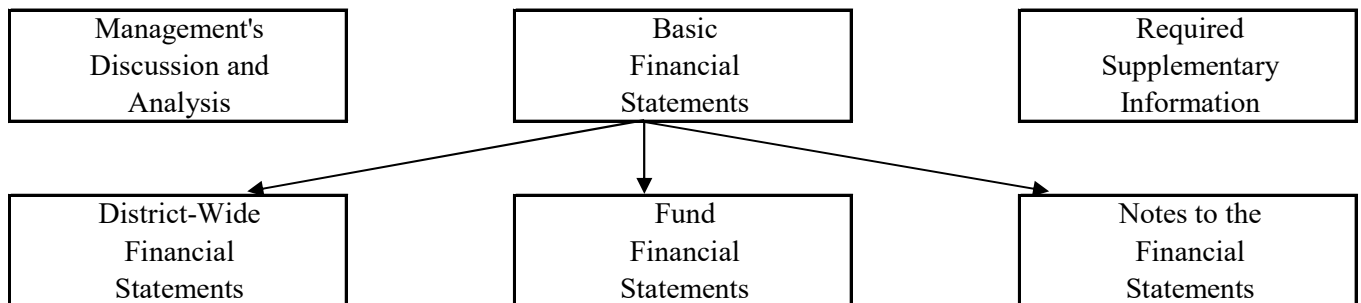 Management's
Discussion and
Analysis
Basic
Financial
Statements
Required
Supplementary
Information
District-Wide
Financial
Statements
Fund
Financial
Statements
Notes to the
Financial
Statements